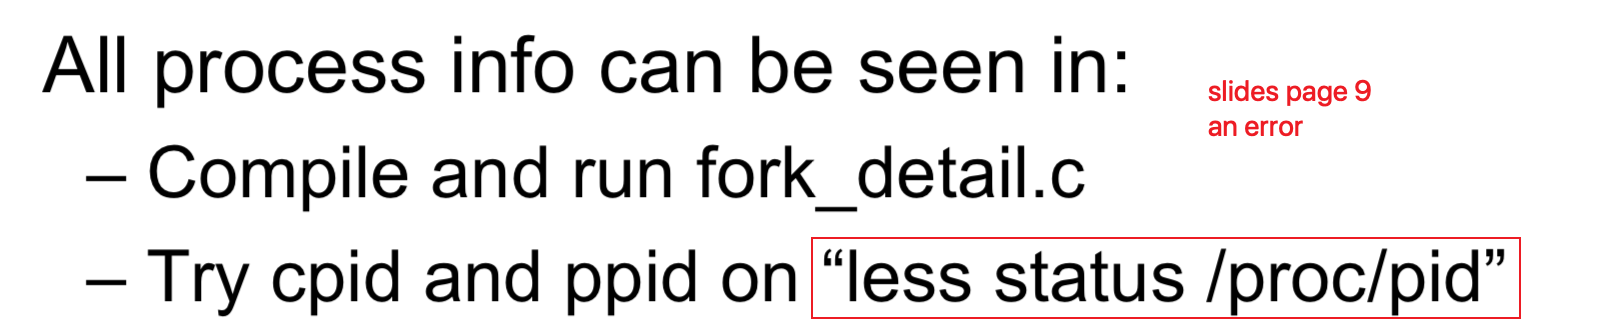 All process info can be seen in:
slides page 9
an error
– Compile and run fork_detail.c
– Try cpid and ppid on “less status /proc/pid”